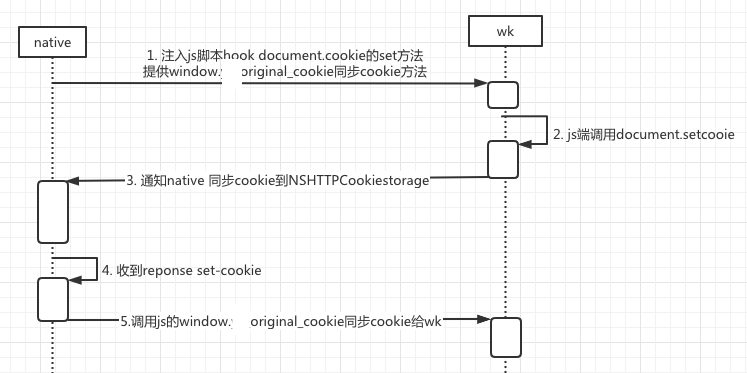 native
wk
1. 注入js脚本hook document.cookie的set方法
提供window. original_cookie同步cookie方法
2. js端调用document.setcooie
3. 通知native 同步cookie到NSHTTPCookiestorage
4. 收到reponse set-cookie
5.调用js的window. original_cookie同步cookie给wk